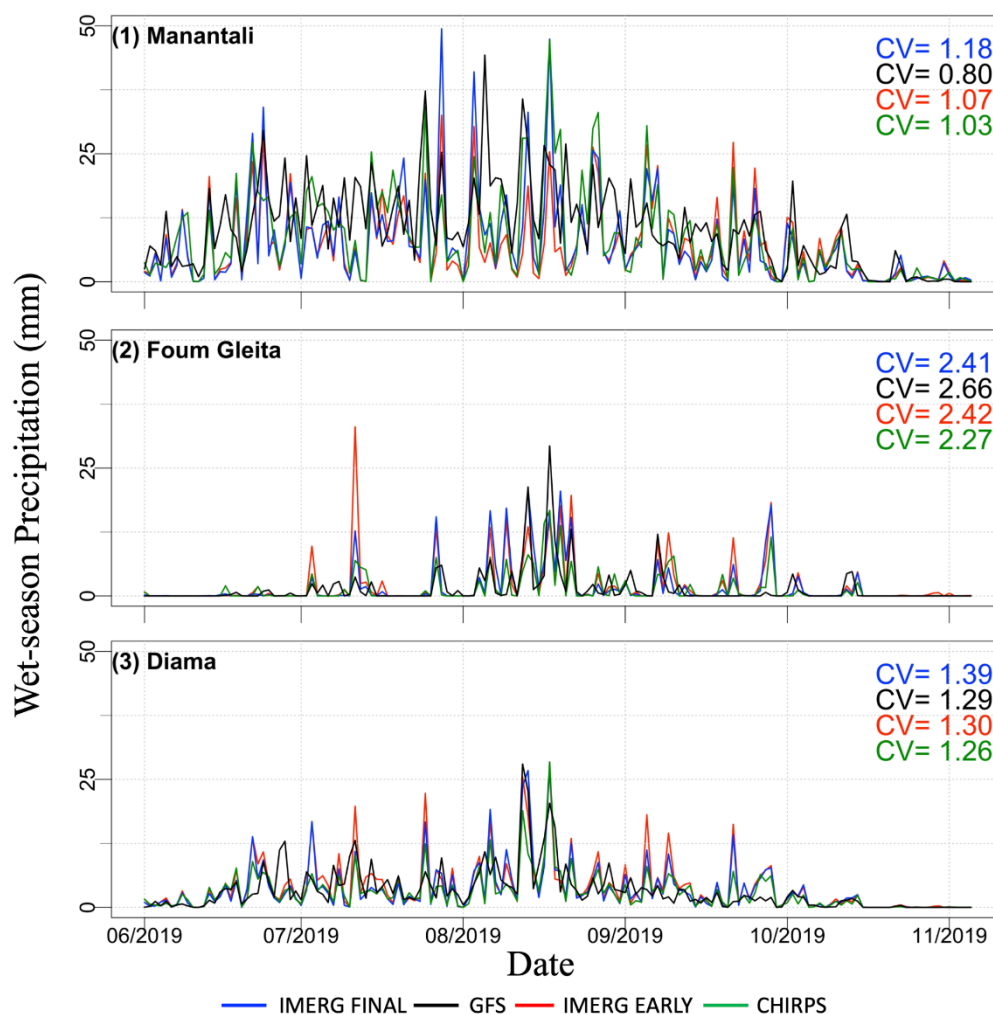 Wet-season Precipitation (mm)
50
25
0
(1) Manantali
CV= 1.18
CV= 0.80
CV= 1.07
CV= 1.03
50
25
0
(2) Foum Gleita
CV= 2.41
CV= 2.66
CV= 2.42
CV= 2.27
50
25
0
(3) Diama
CV= 1.39
CV= 1.29
CV= 1.30
CV= 1.26
06/2019 07/2019 08/2019 09/2019 10/2019 11/2019
Date
IMERG FINAL GFS IMERG EARLY CHIRPS